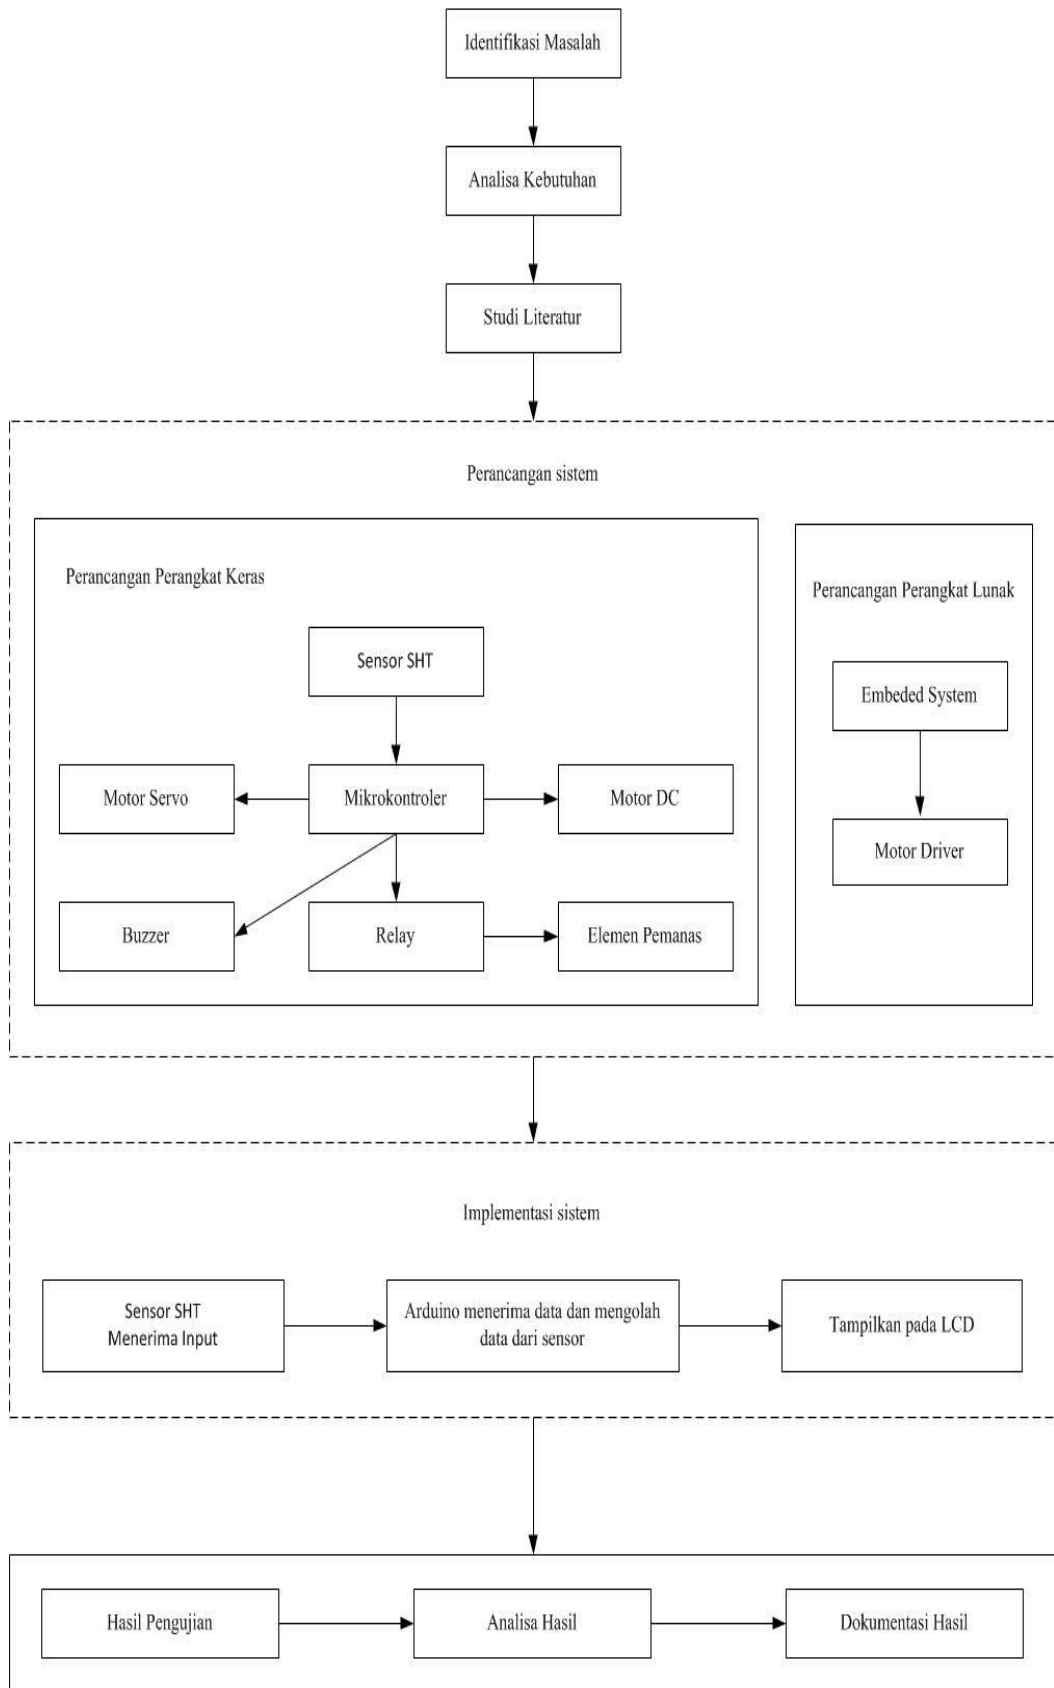 Identifikasi Masalah
Analisa Kebutuhan
Studi Literatur
Perancangan sistem
Perancangan Perangkat Keras
Sensor SHT
Motor Servo
Mikrokontroler
Motor DC
Buzzer
Relay
Elemen Pemanas
Perancangan Perangkat Lunak
Embeded System
Motor Driver
Implementasi sistem
Sensor SHT
Menerima Input
Arduino menerima data dan mengolah
data dari sensor
Tampilkan pada LCD
Hasil Pengujian
Analisa Hasil
Dokumentasi Hasil